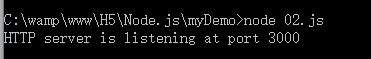 C:\wamp\www\H5\Node.js\myDemo>node 02.js
HTTP server is listening at port 3000